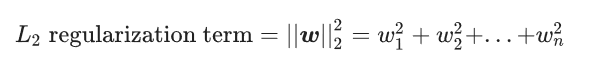 L₂ regularization term = ||w||₂² = w₁² + w₂²+…+wₙ²